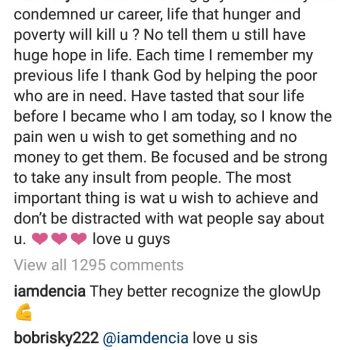 condemned ur career, life that hunger and
poverty will kill u ? No tell them u still have
huge hope in life. Each time I remember my
previous life I thank God by helping the poor
who are in need. Have tasted that sour life
before I became who I am today, so I know the
pain wen u wish to get something and no
money to get them. Be focused and be strong
to take any insult from people. The most
important thing is wat u wish to achieve and
don't be distracted with wat people say about
u. ❤❤❤ love u guys
View all 1295 comments
iamdencia They better recognize the glowUp
💪
bobrisky222 @iamdencia love u sis